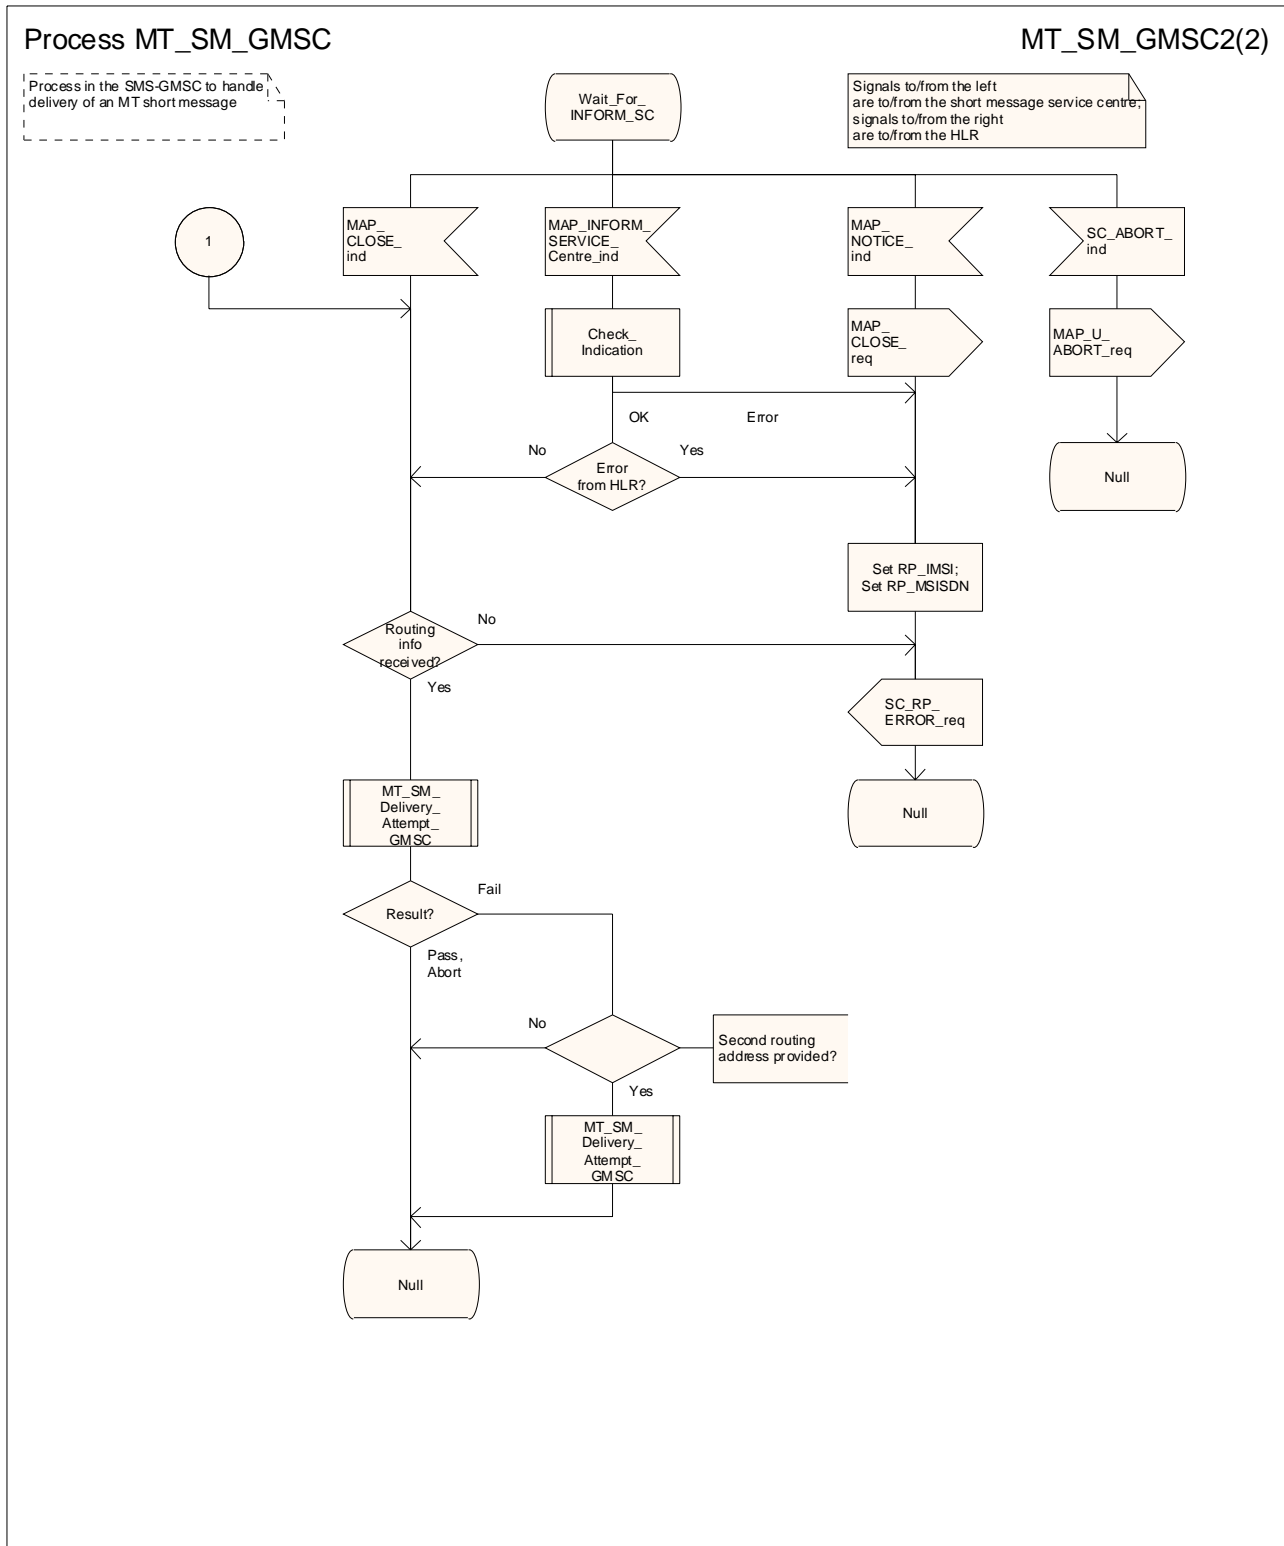 Process MT_SM_GMSC
MT_SM_GMSC2(2)
Process in the SMS-GMSC to handle
delivery of an MT short message
Wait_For_
INFORM_SC
Signals to/from the left
are to/from the short message service centre;
signals to/from the right
are to/from the HLR
1
MAP_
CLOSE_
ind
MAP_INFORM_
SERVICE_
Centre_ind
MAP_
NOTICE_
ind
SC_ABORT_
ind
Check_
Indication
MAP_
CLOSE_
req
MAP_U_
ABORT_req
OK
Error
No
Yes
Error
from HLR?
Null
Set RP_IMSI;
Set RP_MSISDN
No
Routing
info
received?
Yes
SC_RP_
ERROR_req
MT_SM_
Delivery_
Attempt_
GMSC
Null
Fail
Result?
Pass,
Abort
No
Second routing
address provided?
Yes
MT_SM_
Delivery_
Attempt_
GMSC
Null